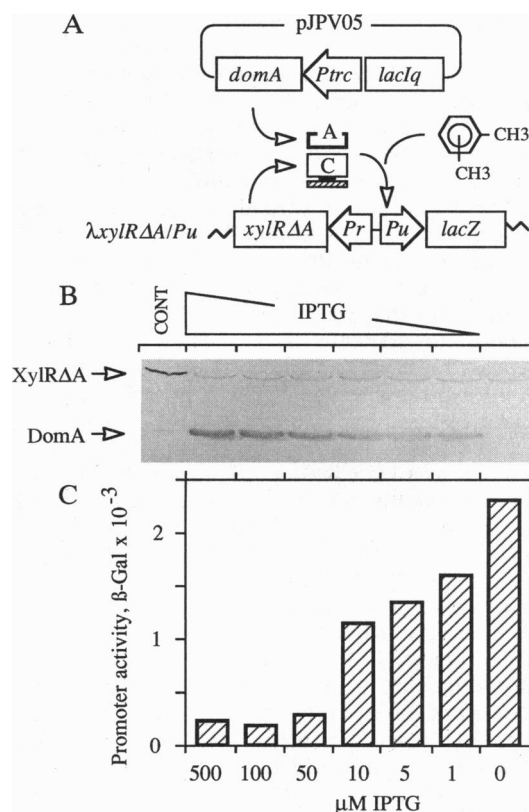 A
pJPV05
domA Ptrc lacIq
A
CH3
C
CH3
λxylRΔA/Pu xylRΔA Pr Pu lacZ
B
CONT
IPTG
XylRΔA
DomA
C
Promoter activity, ß-Gal x 10⁻³
2
1
0
500 100 50 10 5 1 0
µM IPTG